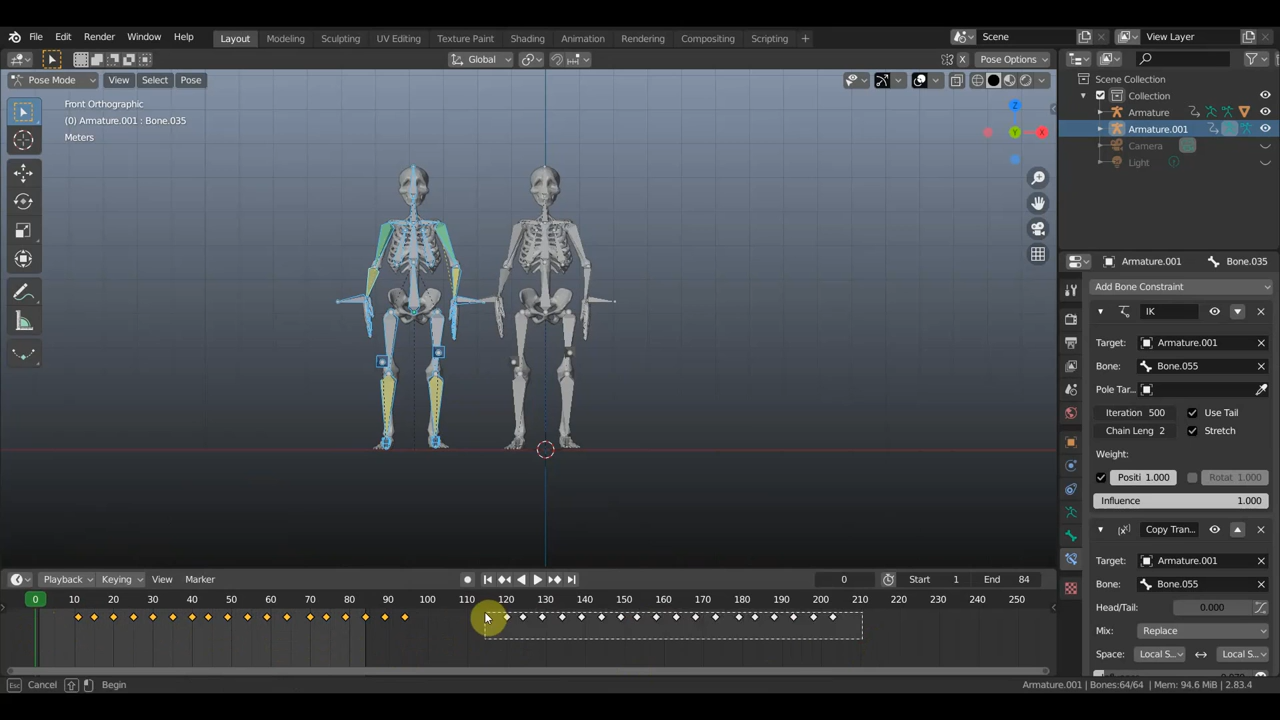 File Edit Render Window Help Layout Modeling Sculpting UV Editing Texture Paint Shading Animation Rendering Compositing Scripting + Scene View Layer
Global Pose Options
Pose Mode View Select Pose
Front Orthographic
(0) Armature.001 : Bone.035
Meters
Scene Collection
Collection
Armature
Armature.001
Camera
Light
Armature.001 Bone.035
Add Bone Constraint
IK
Target: Armature.001
Bone: Bone.055
Pole Tar..
Iteration 500 Use Tail
Chain Leng 2 Stretch
Weight:
Positi 1.000 Rotat 1.000
Influence 1.000
Copy Tran...
Target: Armature.001
Bone: Bone.055
Head/Tail: 0.000
Mix: Replace
Space: Local S... Local S...
Playback Keying View Marker 0 Start 1 End 84
0 10 20 30 40 50 60 70 80 90 100 110 120 130 140 150 160 170 180 190 200 210 220 230 240 250
Esc Cancel Begin Armature.001 | Bones:64/64 | Mem: 94.6 MiB | 2.83.4
X
Y
Z